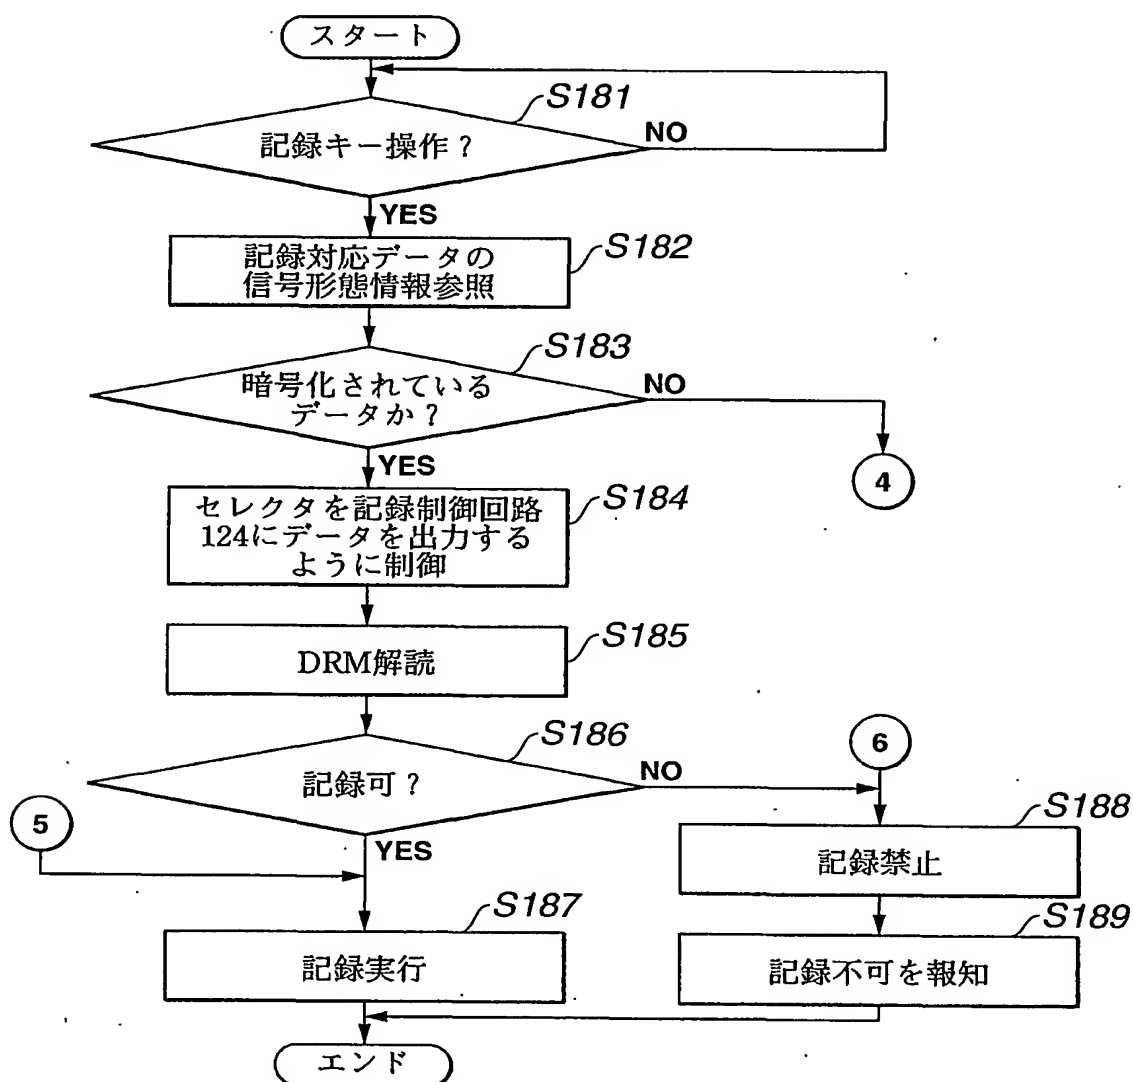 スタート
S181
記録キー操作？
NO
YES
S182
記録対応データの
信号形態情報参照
S183
暗号化されている
データか？
NO
YES
4
S184
セレクタを記録制御回路
124にデータを出力する
ように制御
S185
DRM解読
S186
記録可？
NO
6
5
YES
S188
記録禁止
S187
記録実行
S189
記録不可を報知
エンド